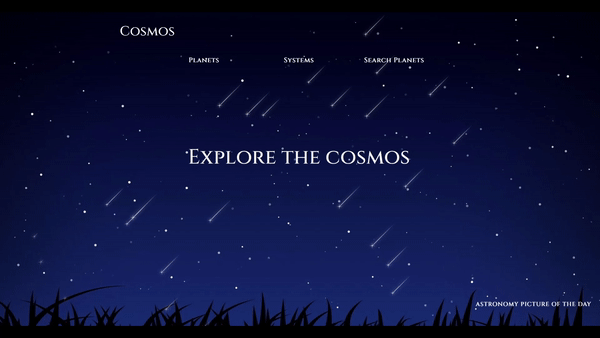 Cosmos
Planets Systems Search Planets
Explore the cosmos
Astronomy picture of the day